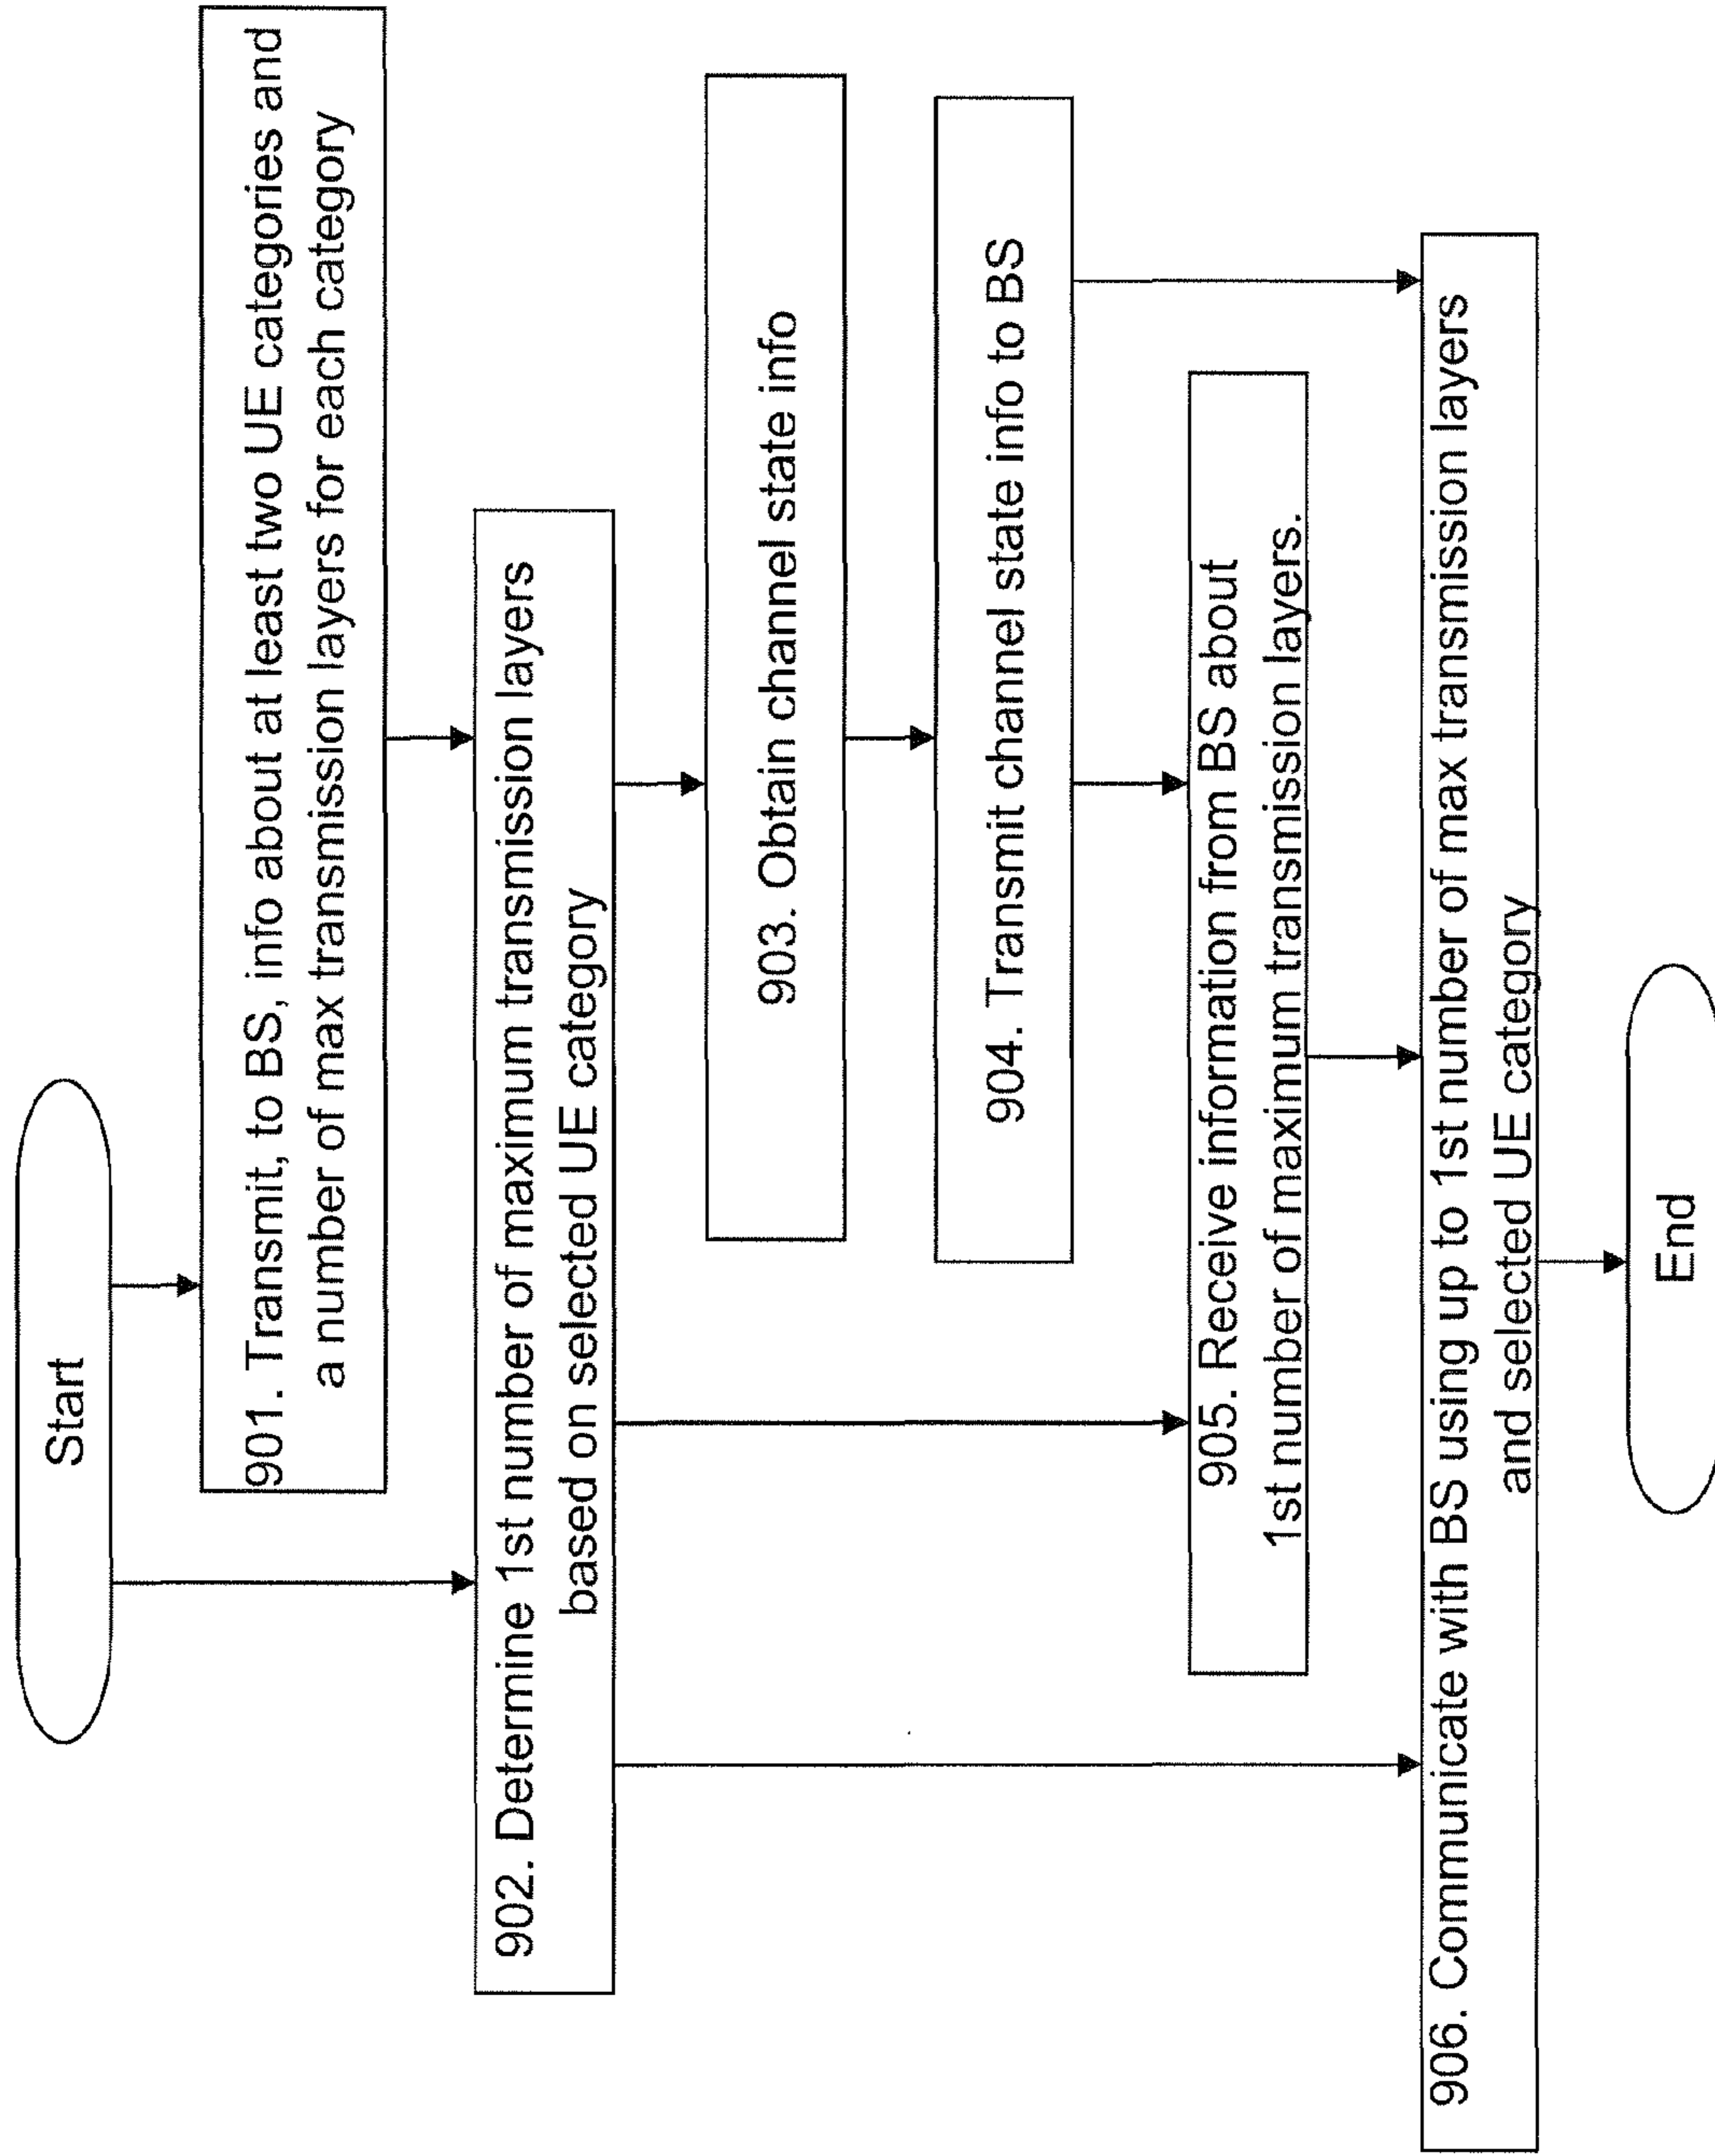 Start
901. Transmit, to BS, info about at least two UE categories and
a number of max transmission layers for each category
902. Determine 1st number of maximum transmission layers
based on selected UE category
903. Obtain channel state info
904. Transmit channel state info to BS
905. Receive information from BS about
1st number of maximum transmission layers.
906. Communicate with BS using up to 1st number of max transmission layers
and selected UE category
End